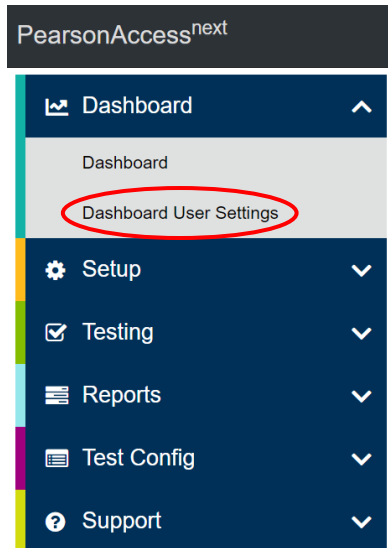 PearsonAccessnext
Dashboard
Dashboard
Dashboard User Settings
Setup
Testing
Reports
Test Config
Support